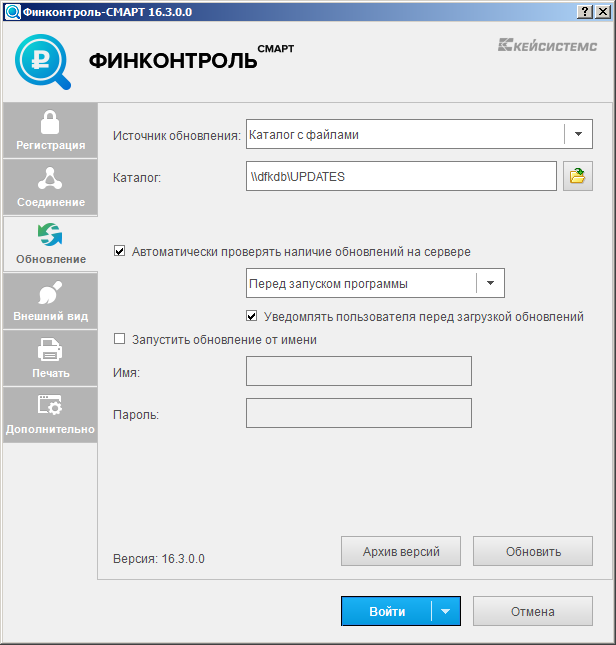 Финконтроль-СМАРТ 16.3.0.0
ФИНКОНТРОЛЬ СМАРТ
КЕЙСИСТЕМС
Регистрация
Соединение
Обновление
Внешний вид
Печать
Дополнительно
Источник обновления: Каталог с файлами
Каталог: \\dfkdb\UPDATES
Автоматически проверять наличие обновлений на сервере
Перед запуском программы
Уведомлять пользователя перед загрузкой обновлений
Запустить обновление от имени
Имя:
Пароль:
Версия: 16.3.0.0
Архив версий
Обновить
Войти
Отмена